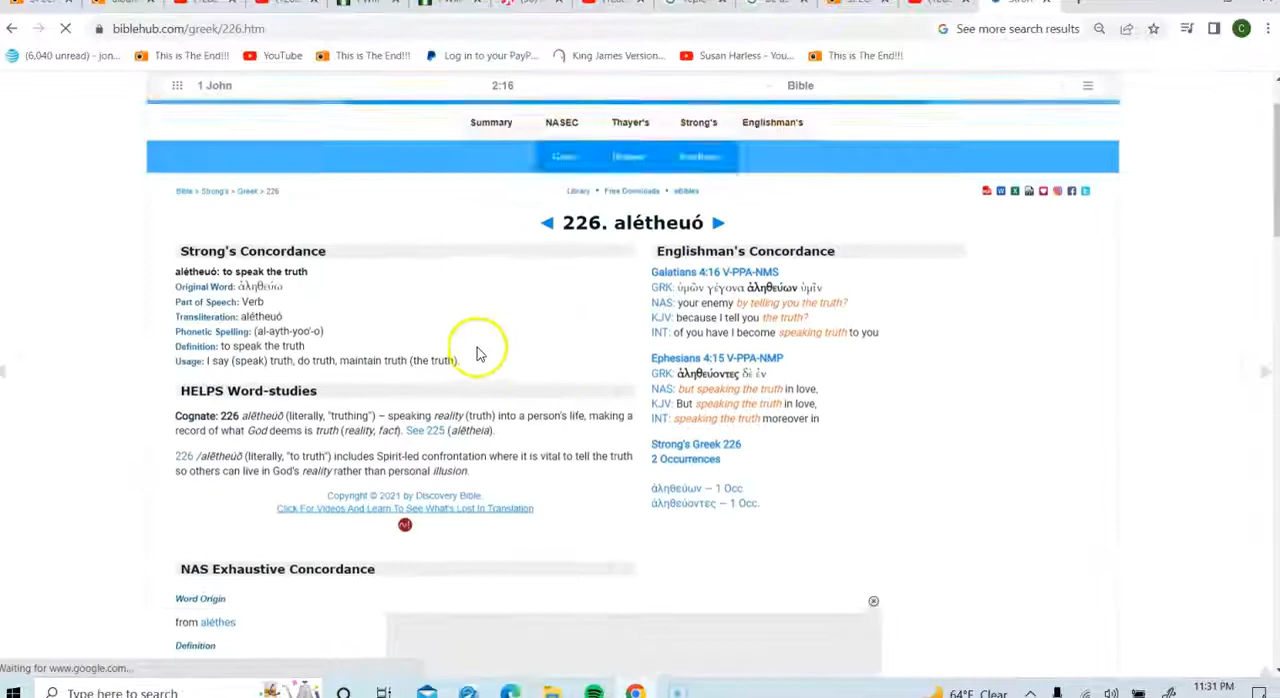 biblehub.com/greek/226.htm
See more search results
(6,040 unread) - jon...
This is The End!!!
YouTube
This is The End!!!
Log in to your PayP...
King James Version...
Susan Harless – You...
This is The End!!!
1 John
2:16
Bible
Summary
NASEC
Thayer's
Strong's
Englishman's
Bible > Strong's > Greek > 226
Library • Free Downloads • eBibles
◄ 226. alétheuó ►
Strong's Concordance
alétheuó: to speak the truth
Original Word: ἀληθεύω
Part of Speech: Verb
Transliteration: alétheuó
Phonetic Spelling: (al-ayth-yoo'-o)
Definition: to speak the truth
Usage: I say (speak) truth, do truth, maintain truth (the truth).
HELPS Word-studies
Cognate: 226 alētheúō (literally, "truthing") – speaking reality (truth) into a person's life, making a
record of what God deems is truth (reality, fact). See 225 (alētheia).
226 /alētheúō (literally, "to truth") includes Spirit-led confrontation where it is vital to tell the truth
so others can live in God's reality rather than personal illusion.
Copyright © 2021 by Discovery Bible.
Click For Videos And Learn To See What's Lost In Translation
NAS Exhaustive Concordance
Word Origin
from aléthes
Definition
Englishman's Concordance
Galatians 4:16 V-PPA-NMS
GRK: ὑμῶν γέγονα ἀληθεύων ὑμῖν
NAS: your enemy by telling you the truth?
KJV: because I tell you the truth?
INT: of you have I become speaking truth to you
Ephesians 4:15 V-PPA-NMP
GRK: ἀληθεύοντες δὲ ἐν
NAS: but speaking the truth in love,
KJV: But speaking the truth in love,
INT: speaking the truth moreover in
Strong's Greek 226
2 Occurrences
ἀληθεύων — 1 Occ.
ἀληθεύοντες — 1 Occ.
Waiting for www.google.com...
Type here to search
64°F Clear
11:31 PM